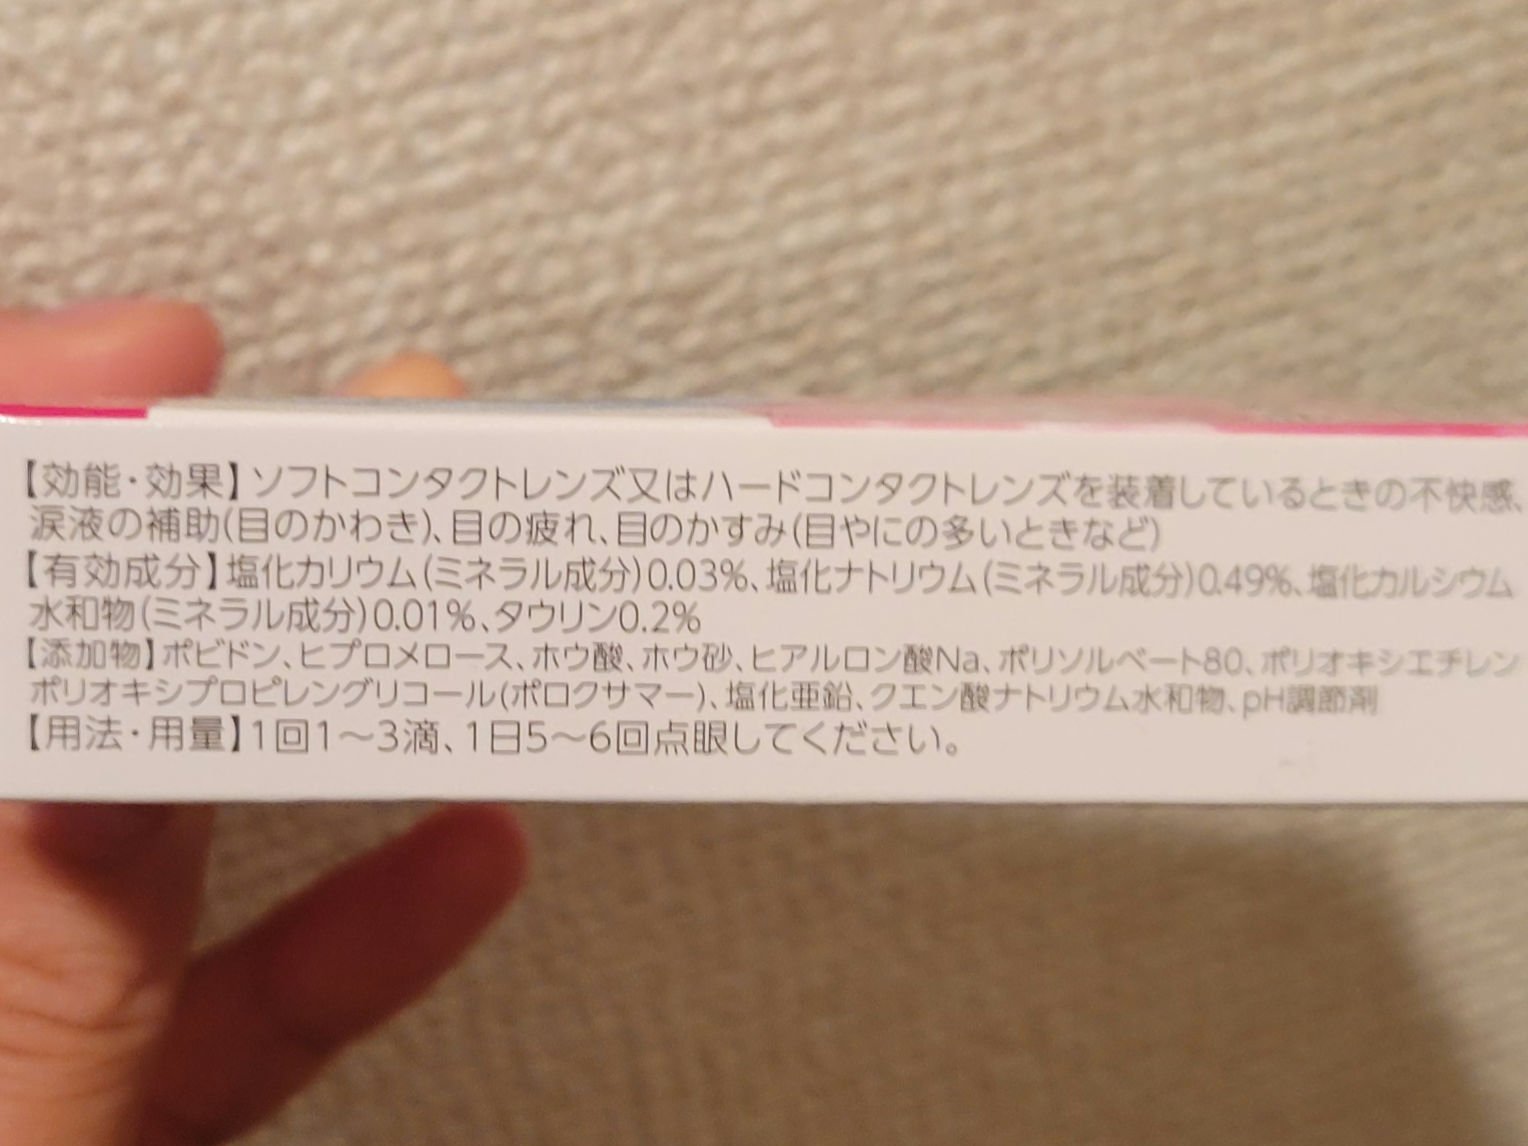 【効能・効果】ソフトコンタクトレンズ又はハードコンタクトレンズを装着しているときの不快感、
涙液の補助(目のかわき)、目の疲れ、目のかすみ(目やにの多いときなど)
【有効成分】塩化カリウム(ミネラル成分)0.03%、塩化ナトリウム(ミネラル成分)0.49%、塩化カルシウム
水和物(ミネラル成分)0.01%、タウリン0.2%
【添加物】ポビドン、ヒプロメロース、ホウ酸、ホウ砂、ヒアルロン酸Na、ポリソルベート80、ポリオキシエチレン
ポリオキシプロピレングリコール(ポロクサマー)、塩化亜鉛、クエン酸ナトリウム水和物、pH調節剤
【用法・用量】1回1～3滴、1日5～6回点眼してください。